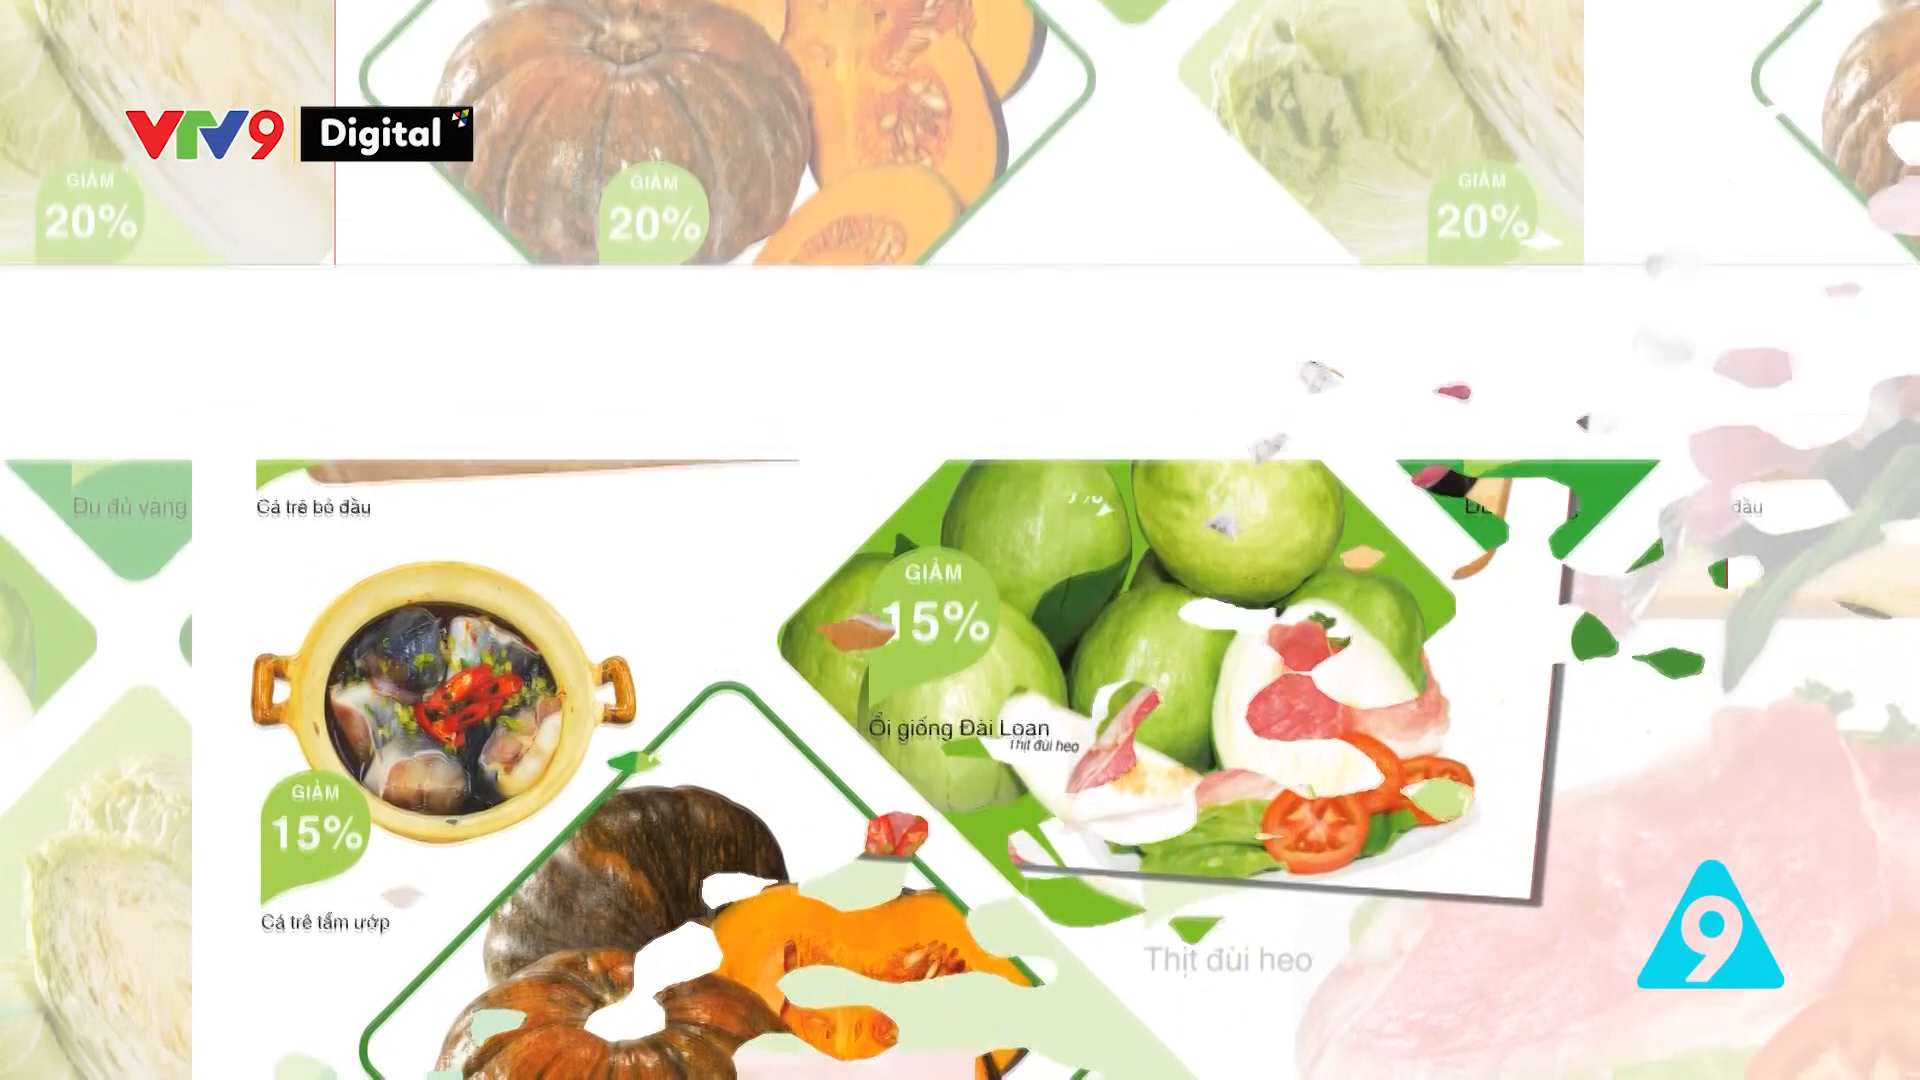 VTV9 Digital
GIẢM
20%
GIẢM
20%
GIẢM
20%
Đu đủ vàng
Cá trê bỏ đầu
đầu
GIẢM
15%
Ổi giống Đài Loan
Thịt đùi heo
GIẢM
15%
Cá trê tẩm ướp
Thịt đùi heo
9